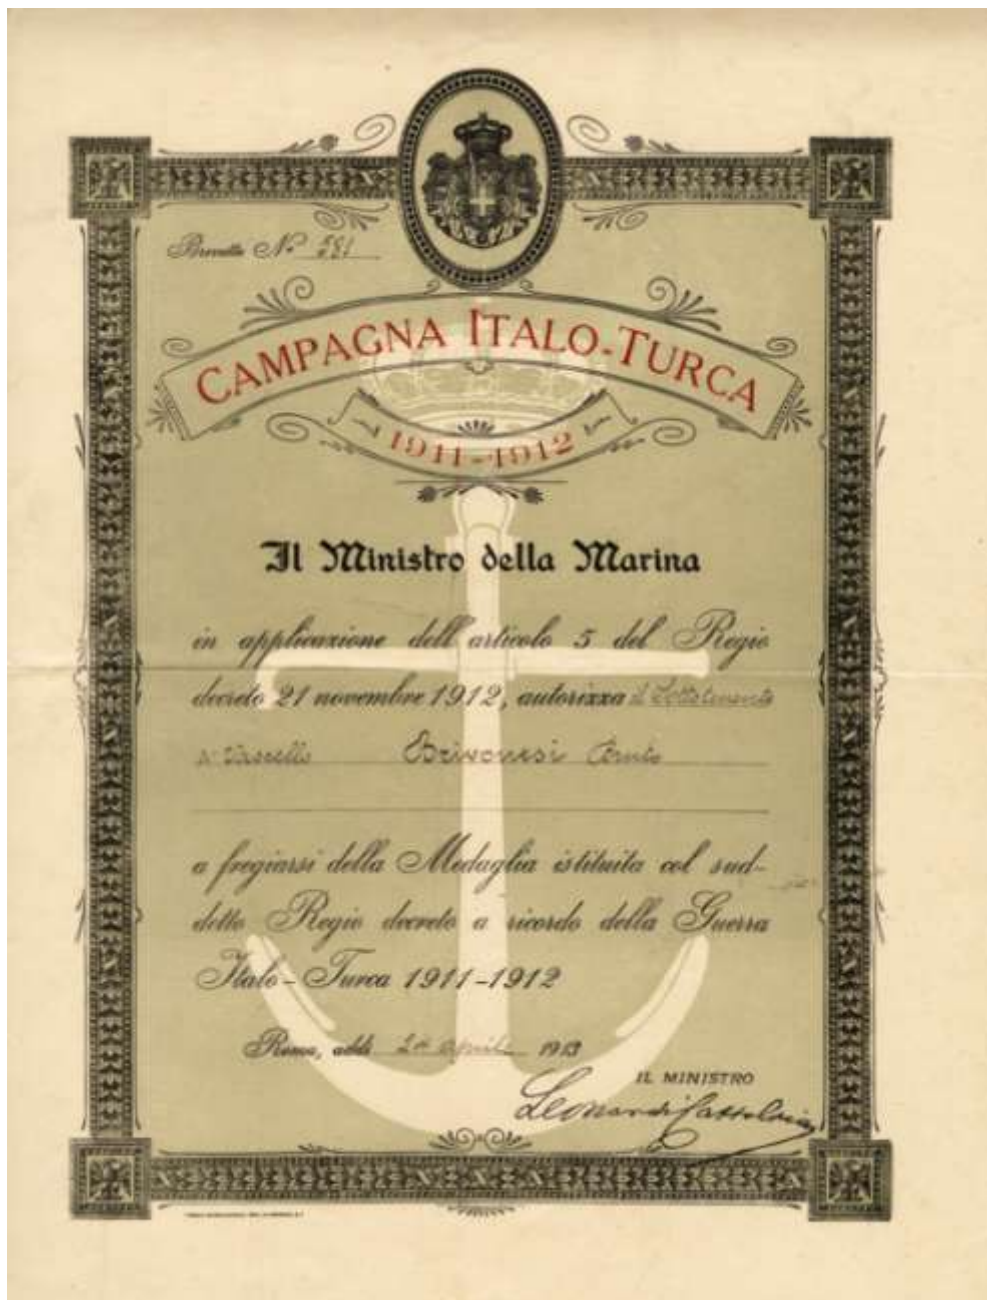 Brevetto Nº 581
CAMPAGNA ITALO-TURCA
1911-1912
Il Ministro della Marina
in applicazione dell'articolo 5 del Regio
decreto 21 novembre 1912, autorizza il Sottotenente
di Vascello Brivonesi Bruto
a fregiarsi della Medaglia istituita col sud-
detto Regio decreto a ricordo della Guerra
Italo-Turca 1911-1912
Roma, addì aprile 1913
IL MINISTRO
Leonardi Cattolica